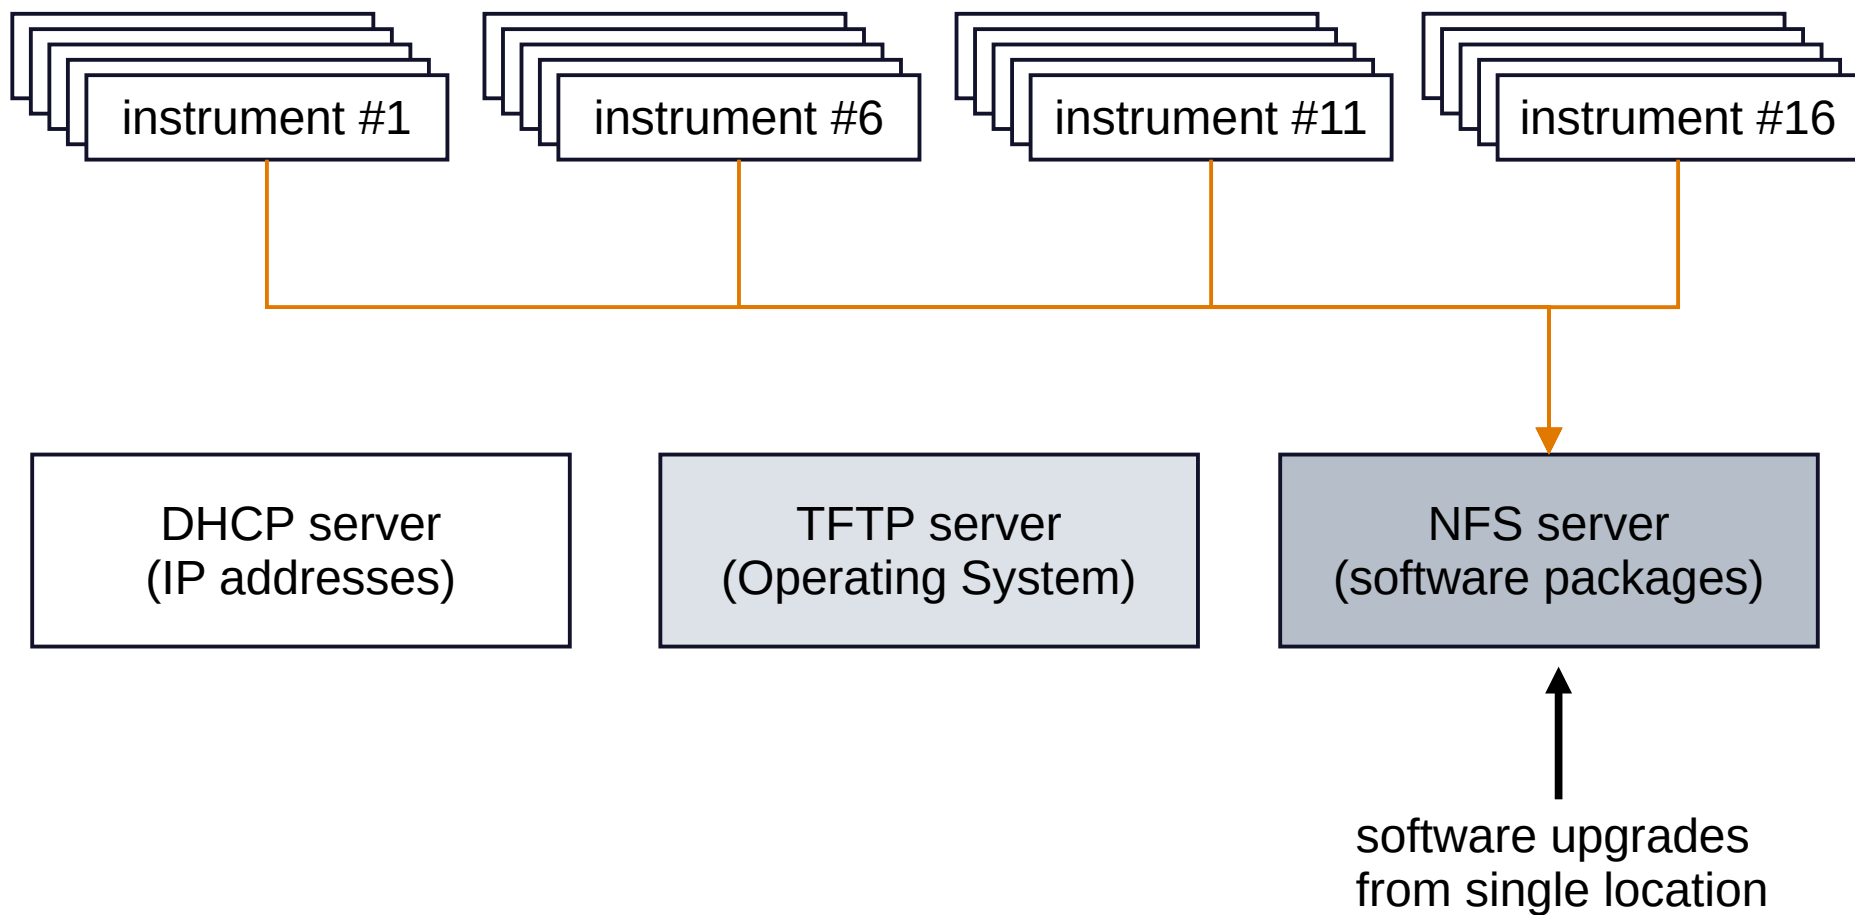 instrument #1
instrument #6
instrument #11
instrument #16
DHCP server
(IP addresses)
TFTP server
(Operating System)
NFS server
(software packages)
software upgrades
from single location